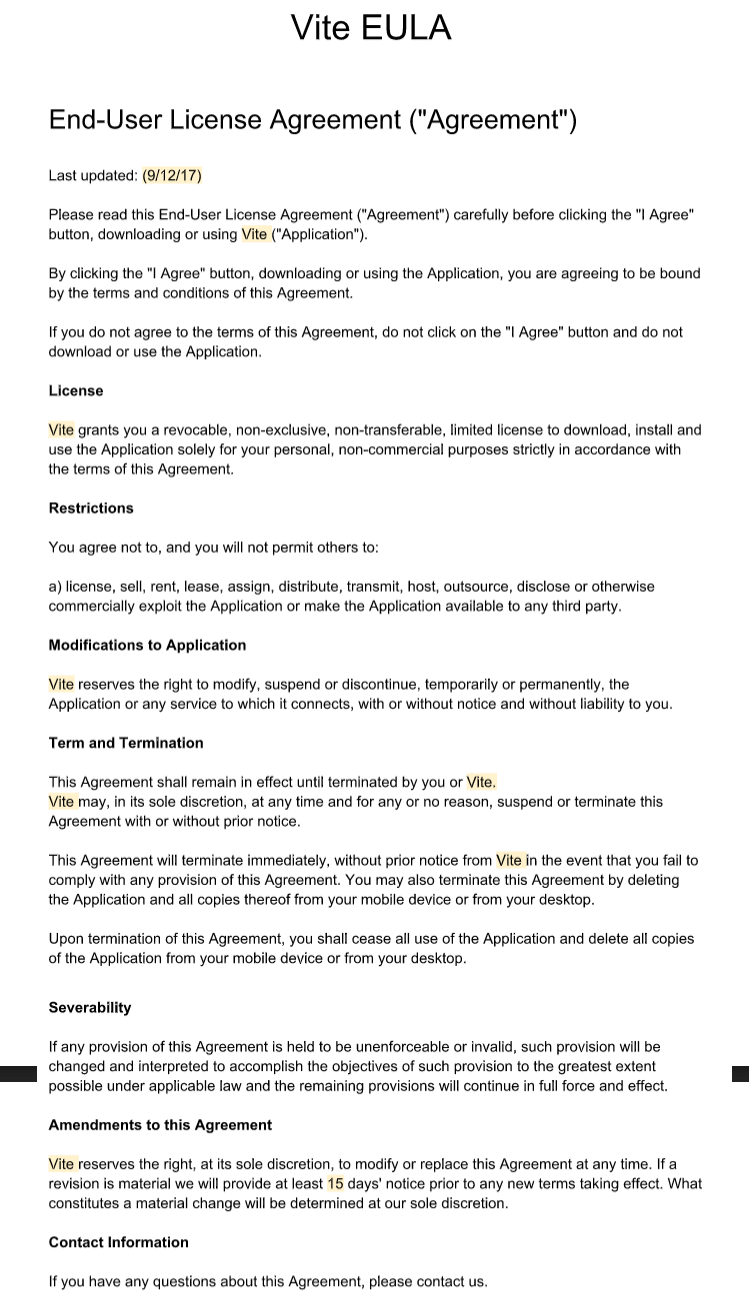 Vite EULA
End-User License Agreement ("Agreement")
Last updated: (9/12/17)
Please read this End-User License Agreement ("Agreement") carefully before clicking the "I Agree"
button, downloading or using Vite ("Application").
By clicking the "I Agree" button, downloading or using the Application, you are agreeing to be bound
by the terms and conditions of this Agreement.
If you do not agree to the terms of this Agreement, do not click on the "I Agree" button and do not
download or use the Application.
License
Vite grants you a revocable, non-exclusive, non-transferable, limited license to download, install and
use the Application solely for your personal, non-commercial purposes strictly in accordance with
the terms of this Agreement.
Restrictions
You agree not to, and you will not permit others to:
a) license, sell, rent, lease, assign, distribute, transmit, host, outsource, disclose or otherwise
commercially exploit the Application or make the Application available to any third party.
Modifications to Application
Vite reserves the right to modify, suspend or discontinue, temporarily or permanently, the
Application or any service to which it connects, with or without notice and without liability to you.
Term and Termination
This Agreement shall remain in effect until terminated by you or Vite.
Vite may, in its sole discretion, at any time and for any or no reason, suspend or terminate this
Agreement with or without prior notice.
This Agreement will terminate immediately, without prior notice from Vite in the event that you fail to
comply with any provision of this Agreement. You may also terminate this Agreement by deleting
the Application and all copies thereof from your mobile device or from your desktop.
Upon termination of this Agreement, you shall cease all use of the Application and delete all copies
of the Application from your mobile device or from your desktop.
Severability
If any provision of this Agreement is held to be unenforceable or invalid, such provision will be
changed and interpreted to accomplish the objectives of such provision to the greatest extent
possible under applicable law and the remaining provisions will continue in full force and effect.
Amendments to this Agreement
Vite reserves the right, at its sole discretion, to modify or replace this Agreement at any time. If a
revision is material we will provide at least 15 days' notice prior to any new terms taking effect. What
constitutes a material change will be determined at our sole discretion.
Contact Information
If you have any questions about this Agreement, please contact us.